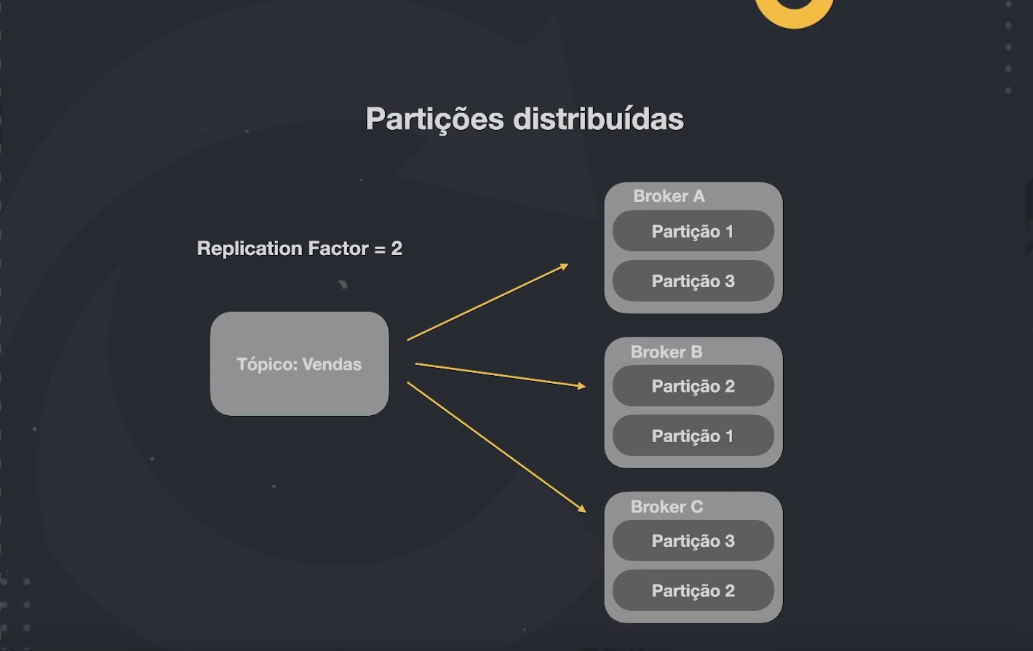 Partições distribuídas
Replication Factor = 2
Tópico: Vendas
Broker A
Partição 1
Partição 3
Broker B
Partição 2
Partição 1
Broker C
Partição 3
Partição 2